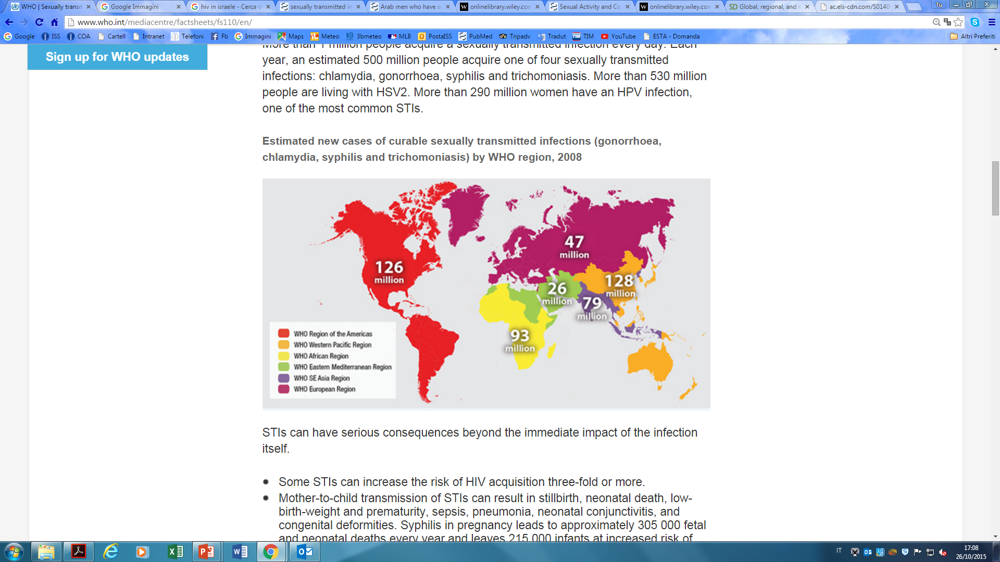 WHO | Sexually transm
Google Immagini
hiv in israele - Cerca c
sexually transmitted in
Arab men who have s
onlinelibrary.wiley.con
Sexual Activity and Co
onlinelibrary.wiley.con
SD Global, regional, and n
ac.els-cdn.com/S0140
Tu
www.who.int/mediacentre/factsheets/fs110/en/
Google ISS COA Cartell Intranet Telefoni Fb Immagini Maps Meteo 3bmeteo MLB PostaISS PubMed Tripadv Tradut TIM YouTube ESTA - Domanda Altri Preferiti
Sign up for WHO updates
More than 1 million people acquire a sexually transmitted infection every day. Each
year, an estimated 500 million people acquire one of four sexually transmitted
infections: chlamydia, gonorrhoea, syphilis and trichomoniasis. More than 530 million
people are living with HSV2. More than 290 million women have an HPV infection,
one of the most common STIs.
Estimated new cases of curable sexually transmitted infections (gonorrhoea,
chlamydia, syphilis and trichomoniasis) by WHO region, 2008
47
million
126
million
128
million
26
million
79
million
93
million
WHO Region of the Americas
WHO Western Pacific Region
WHO African Region
WHO Eastern Mediterranean Region
WHO SE Asia Region
WHO European Region
STIs can have serious consequences beyond the immediate impact of the infection
itself.
Some STIs can increase the risk of HIV acquisition three-fold or more.
Mother-to-child transmission of STIs can result in stillbirth, neonatal death, low-
birth-weight and prematurity, sepsis, pneumonia, neonatal conjunctivitis, and
congenital deformities. Syphilis in pregnancy leads to approximately 305 000 fetal
and neonatal deaths every year and leaves 215 000 infants at increased risk of
IT
17:08
26/10/2015